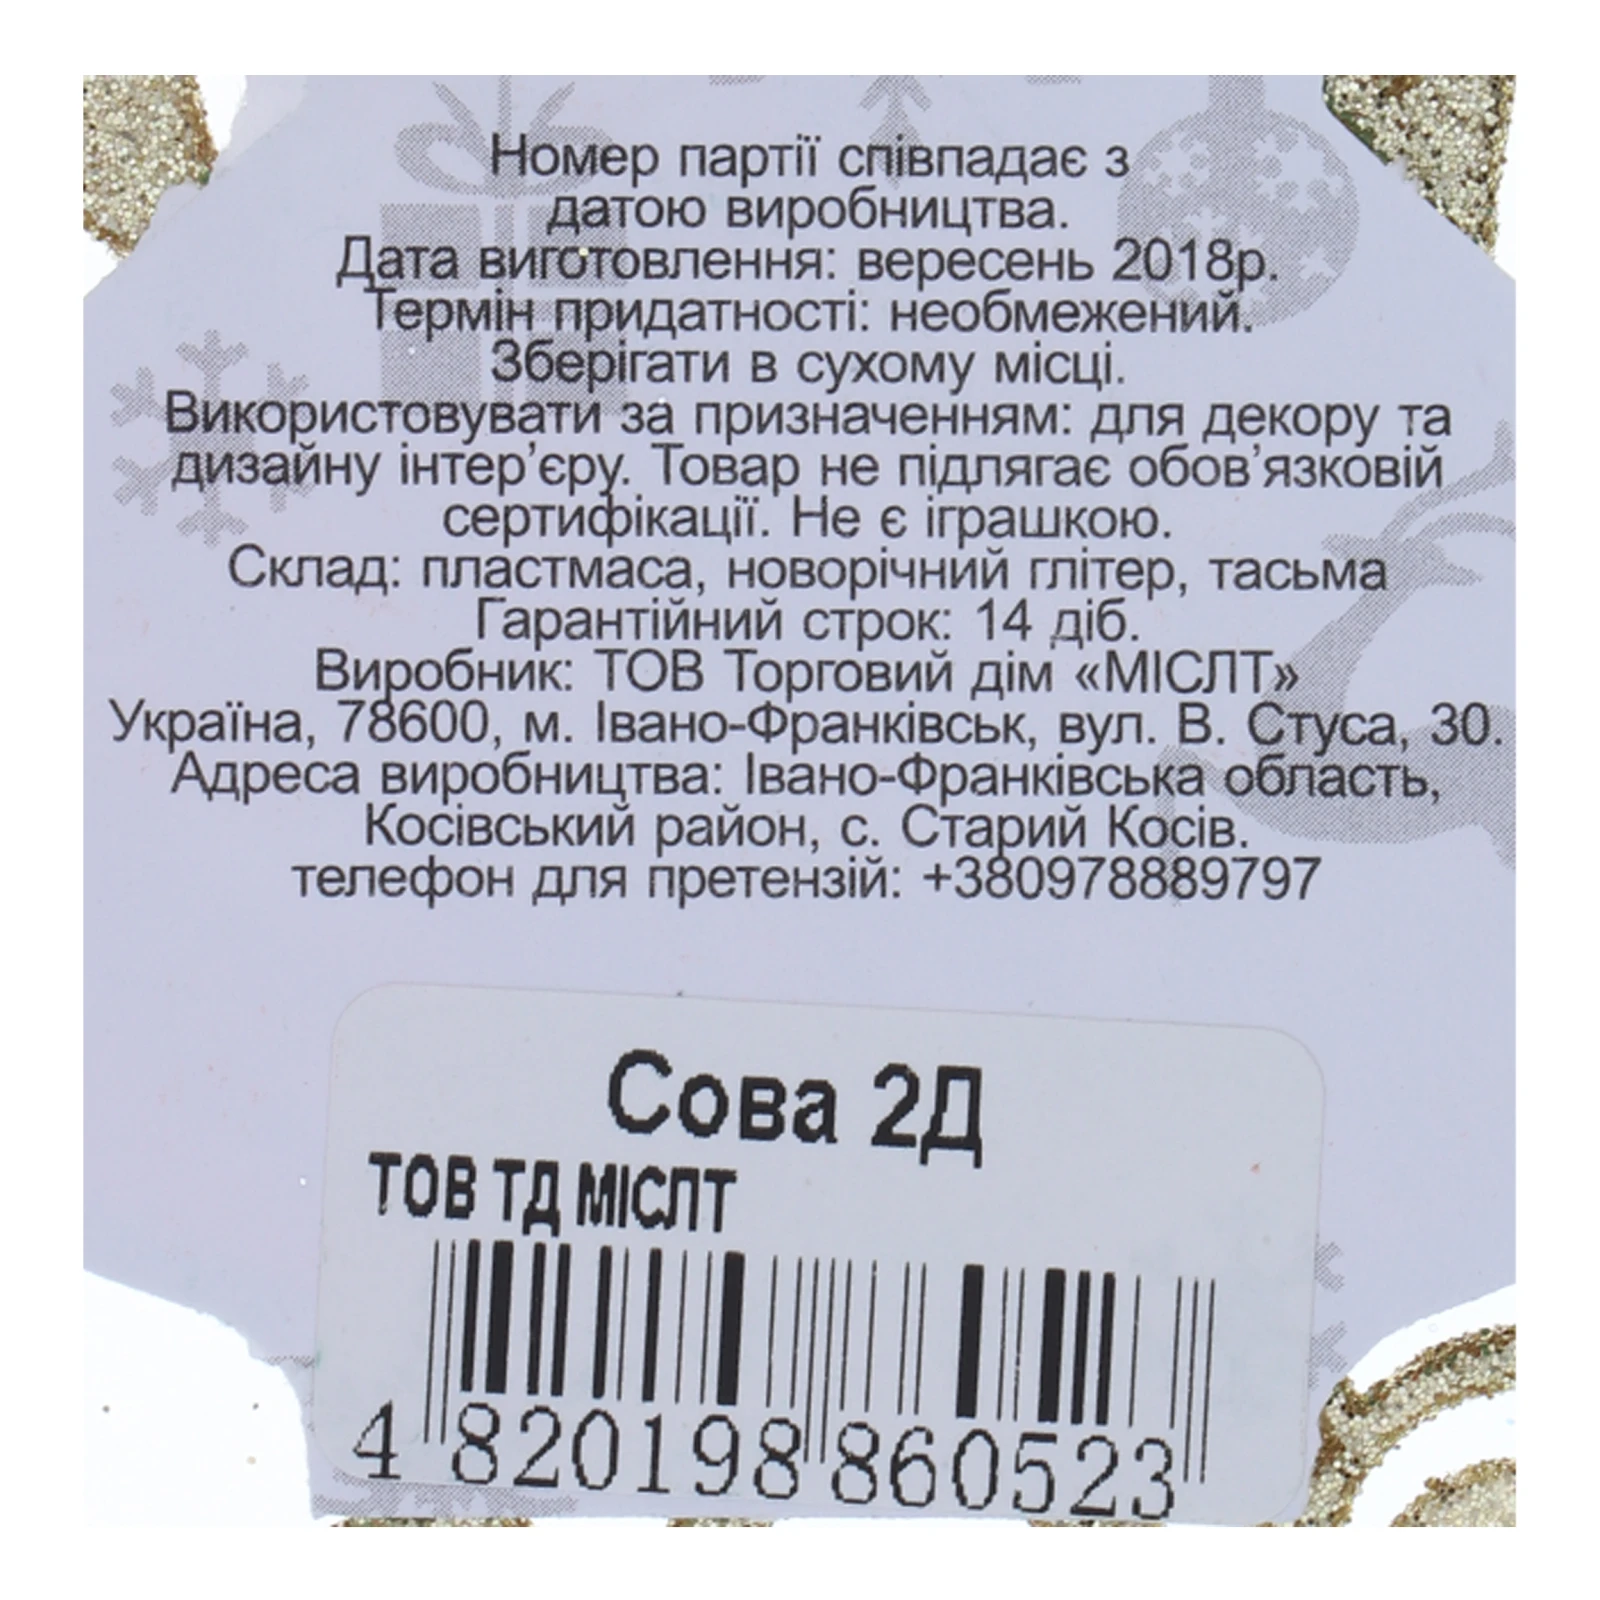 Номер партії співпадає з
датою виробництва.
Дата виготовлення: вересень 2018р.
Термін придатності: необмежений.
Зберігати в сухому місці.
Використовувати за призначенням: для декору та
дизайну інтер’єру. Товар не підлягає обов’язковій
сертифікації. Не є іграшкою.
Склад: пластмаса, новорічний глітер, тасьма
Гарантійний строк: 14 діб.
Виробник: ТОВ Торговий дім «МІСЛТ»
Україна, 78600, м. Івано-Франківськ, вул. В. Стуса, 30.
Адреса виробництва: Івано-Франківська область,
Косівський район, с. Старий Косів.
телефон для претензій: +380978889797
Сова 2Д
ТОВ ТД МІСЛТ
4 820198 860523